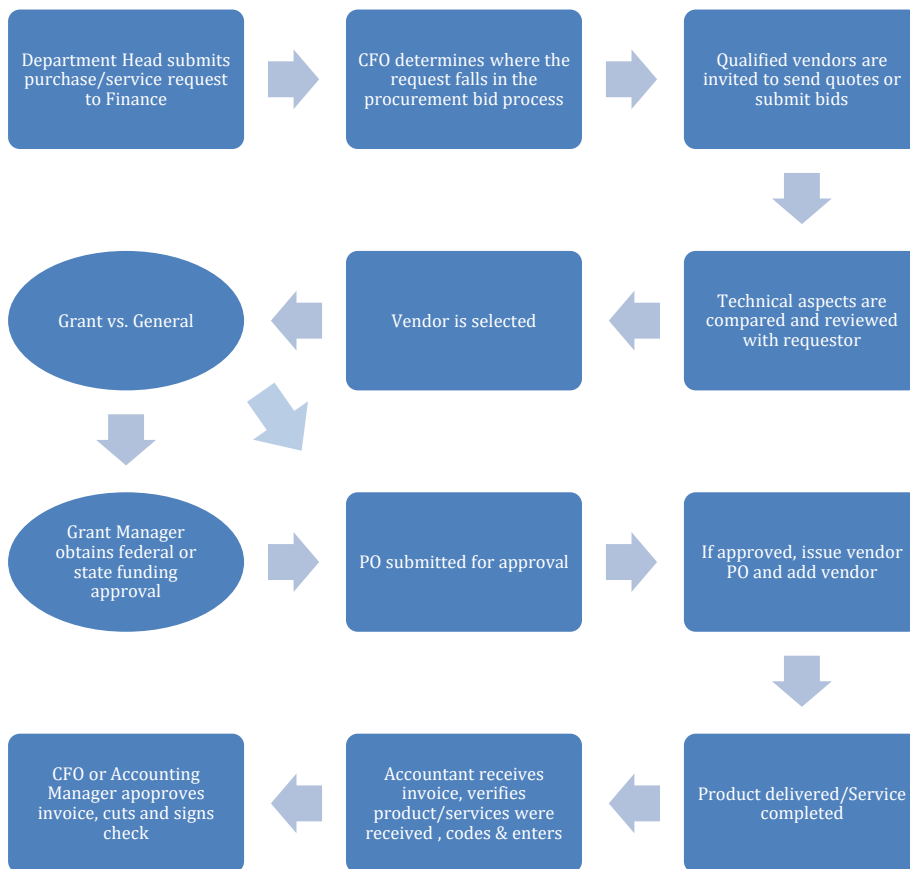 Department Head submits
purchase/service request
to Finance
CFO determines where the
request falls in the
procurement bid process
Qualified vendors are
invited to send quotes or
submit bids
Technical aspects are
compared and reviewed
with requestor
Vendor is selected
Grant vs. General
Grant Manager
obtains federal or
state funding
approval
PO submitted for approval
If approved, issue vendor
PO and add vendor
Product delivered/Service
completed
Accountant receives
invoice, verifies
product/services were
received , codes & enters
CFO or Accounting
Manager apoproves
invoice, cuts and signs
check